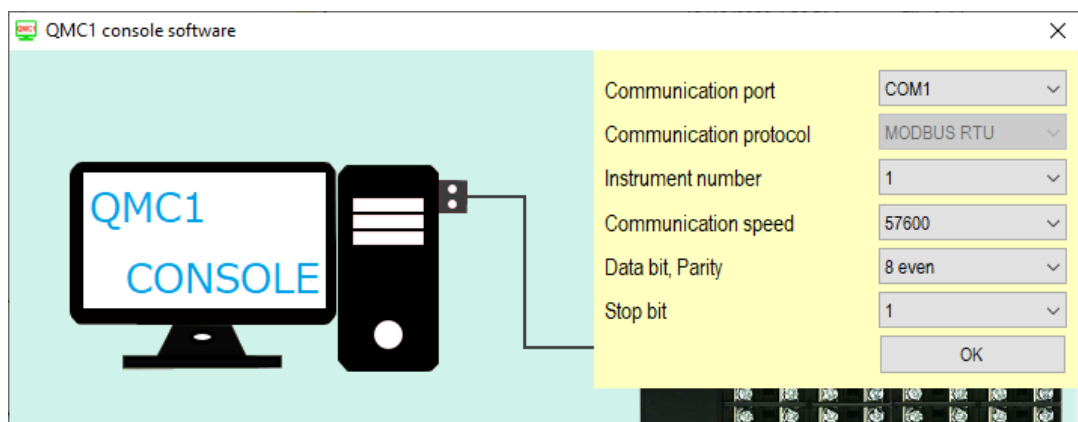 QMC1 QMC1 console software
Communication port COM1
Communication protocol MODBUS RTU
Instrument number 1
Communication speed 57600
Data bit, Parity 8 even
Stop bit 1
OK
QMC1
CONSOLE